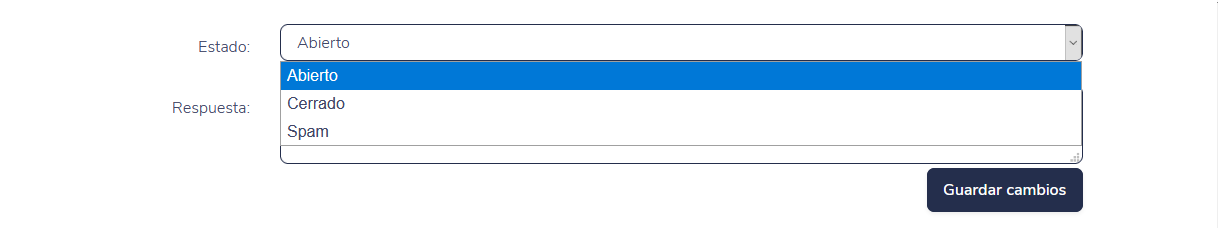 Estado:
Abierto
Abierto
Cerrado
Respuesta:
Spam
Guardar cambios